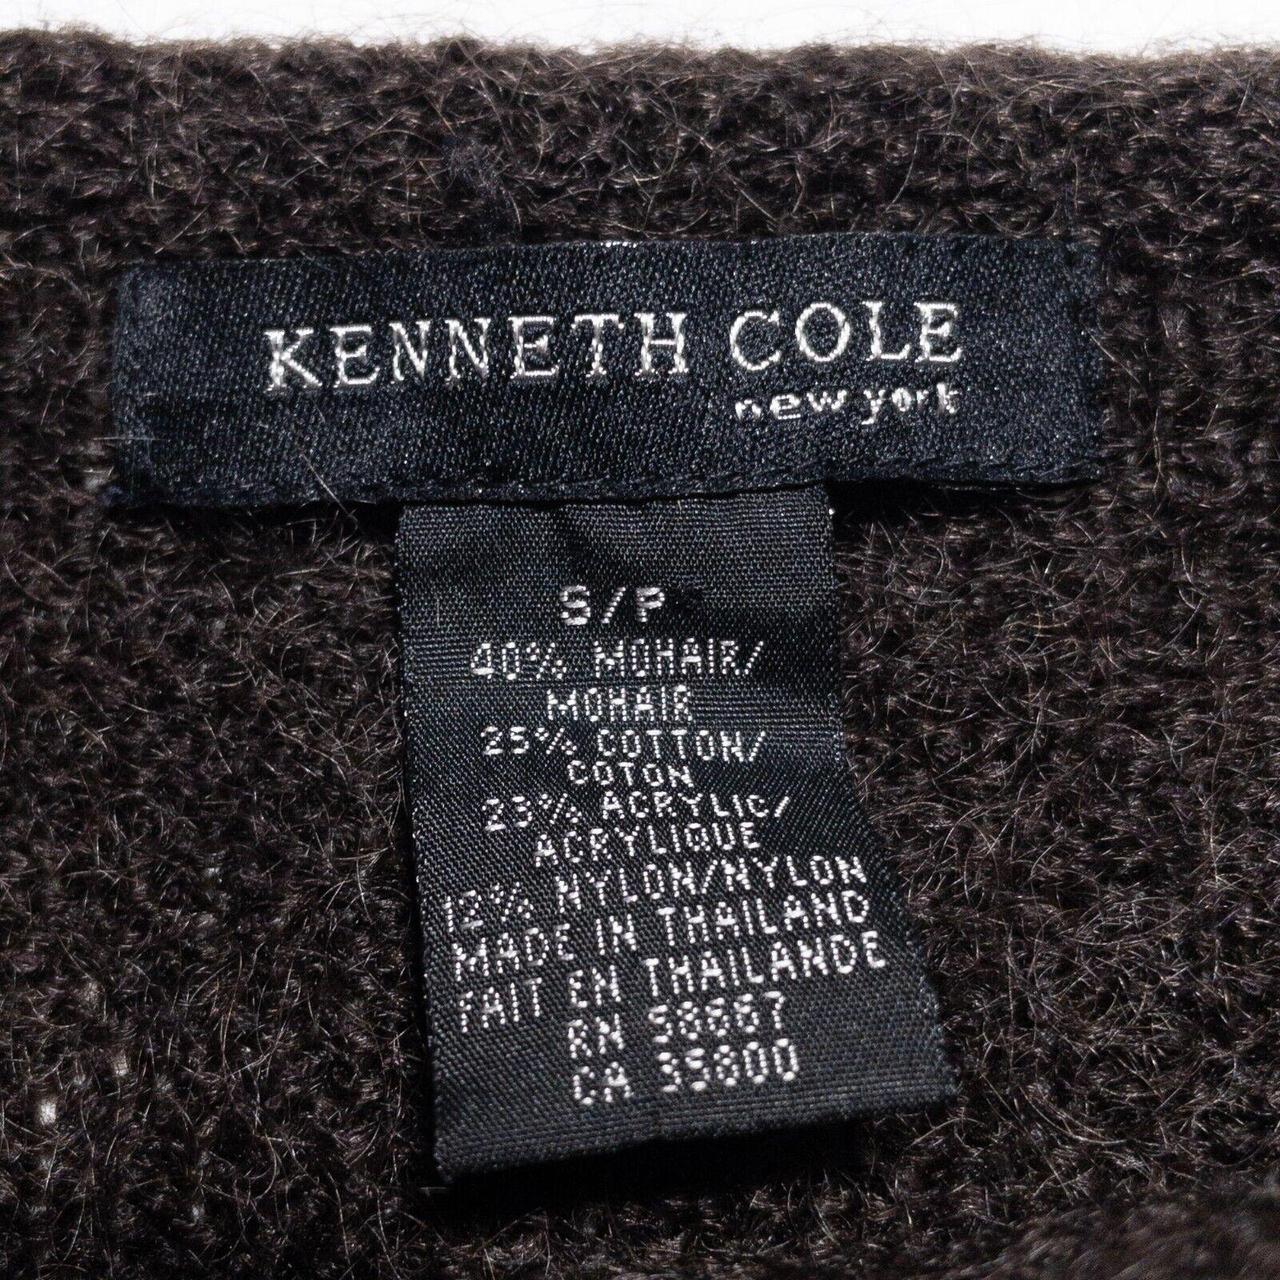 KENNETH COLE
new york
S/P
40% MOHAIR/
MOHAIR
25% COTTON/
COTON
23% ACRYLIC/
ACRYLIQUE
12% NYLON/NYLON
MADE IN THAILAND
FAIT EN THAILANDE
RN 58887
CA 35800